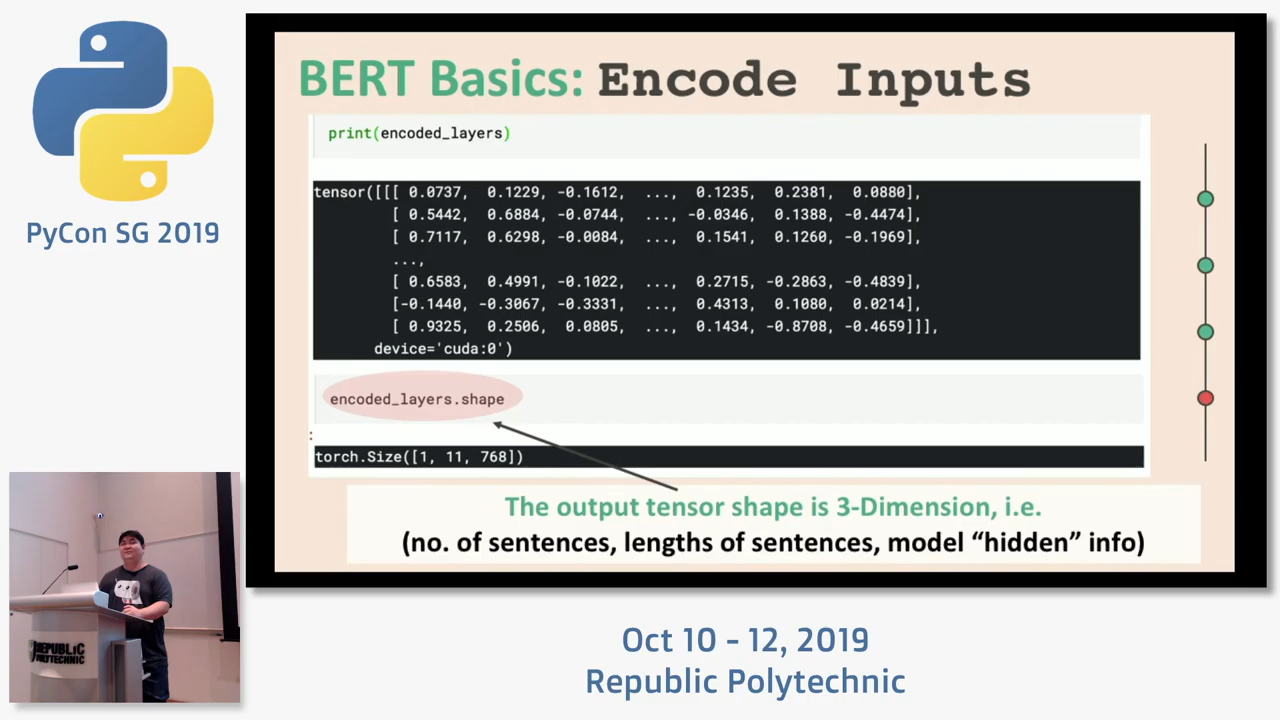 PyCon SG 2019
BERT Basics: Encode Inputs
print(encoded_layers)
tensor([[[ 0.0737, 0.1229, -0.1612, ..., 0.1235, 0.2381, 0.0880],
[ 0.5442, 0.6884, -0.0744, ..., -0.0346, 0.1388, -0.4474],
[ 0.7117, 0.6298, -0.0084, ..., 0.1541, 0.1260, -0.1969],
...,
[ 0.6583, 0.4991, -0.1022, ..., 0.2715, -0.2863, -0.4839],
[-0.1440, -0.3067, -0.3331, ..., 0.4313, 0.1080, 0.0214],
[ 0.9325, 0.2506, 0.0805, ..., 0.1434, -0.8708, -0.4659]]],
device='cuda:0')
encoded_layers.shape
:
torch.Size([1, 11, 768])
The output tensor shape is 3-Dimension, i.e.
(no. of sentences, lengths of sentences, model “hidden” info)
REPUBLIC
POLYTECHNIC
Oct 10 - 12, 2019
Republic Polytechnic